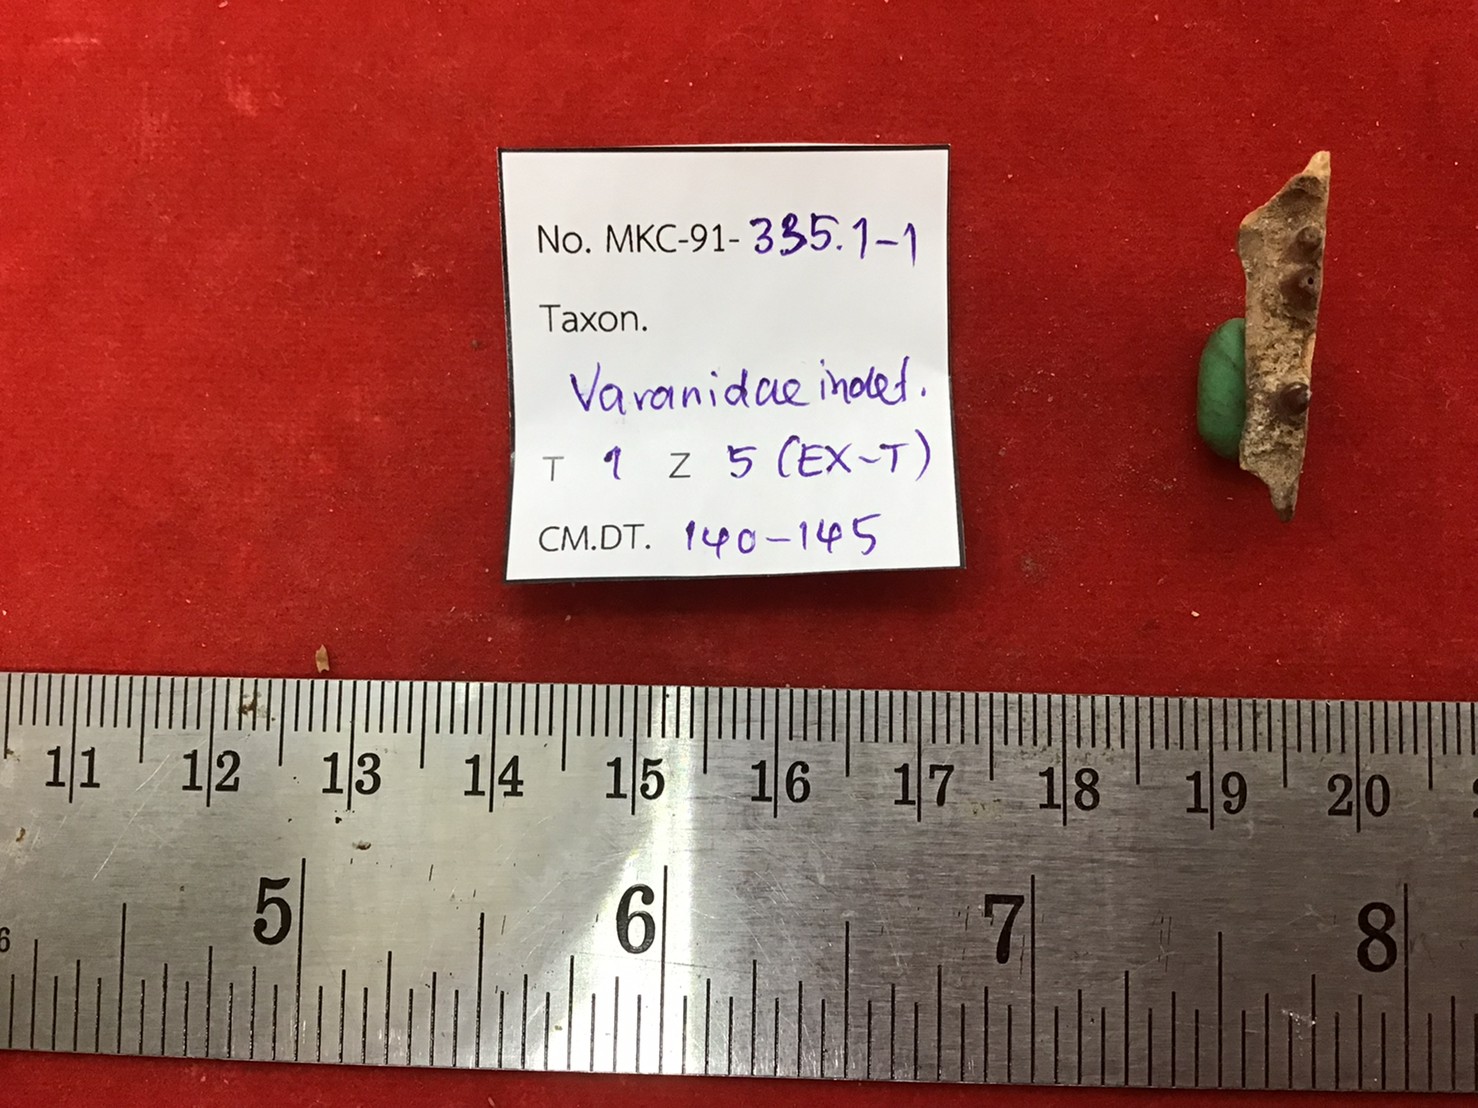 No. MKC-91-335.1-1
Taxon.
Varanidae indet.
T 1 Z 5 (EX-T)
CM.DT. 140-145
11 12 13 14 15 16 17 18 19 20
5 6 7 8